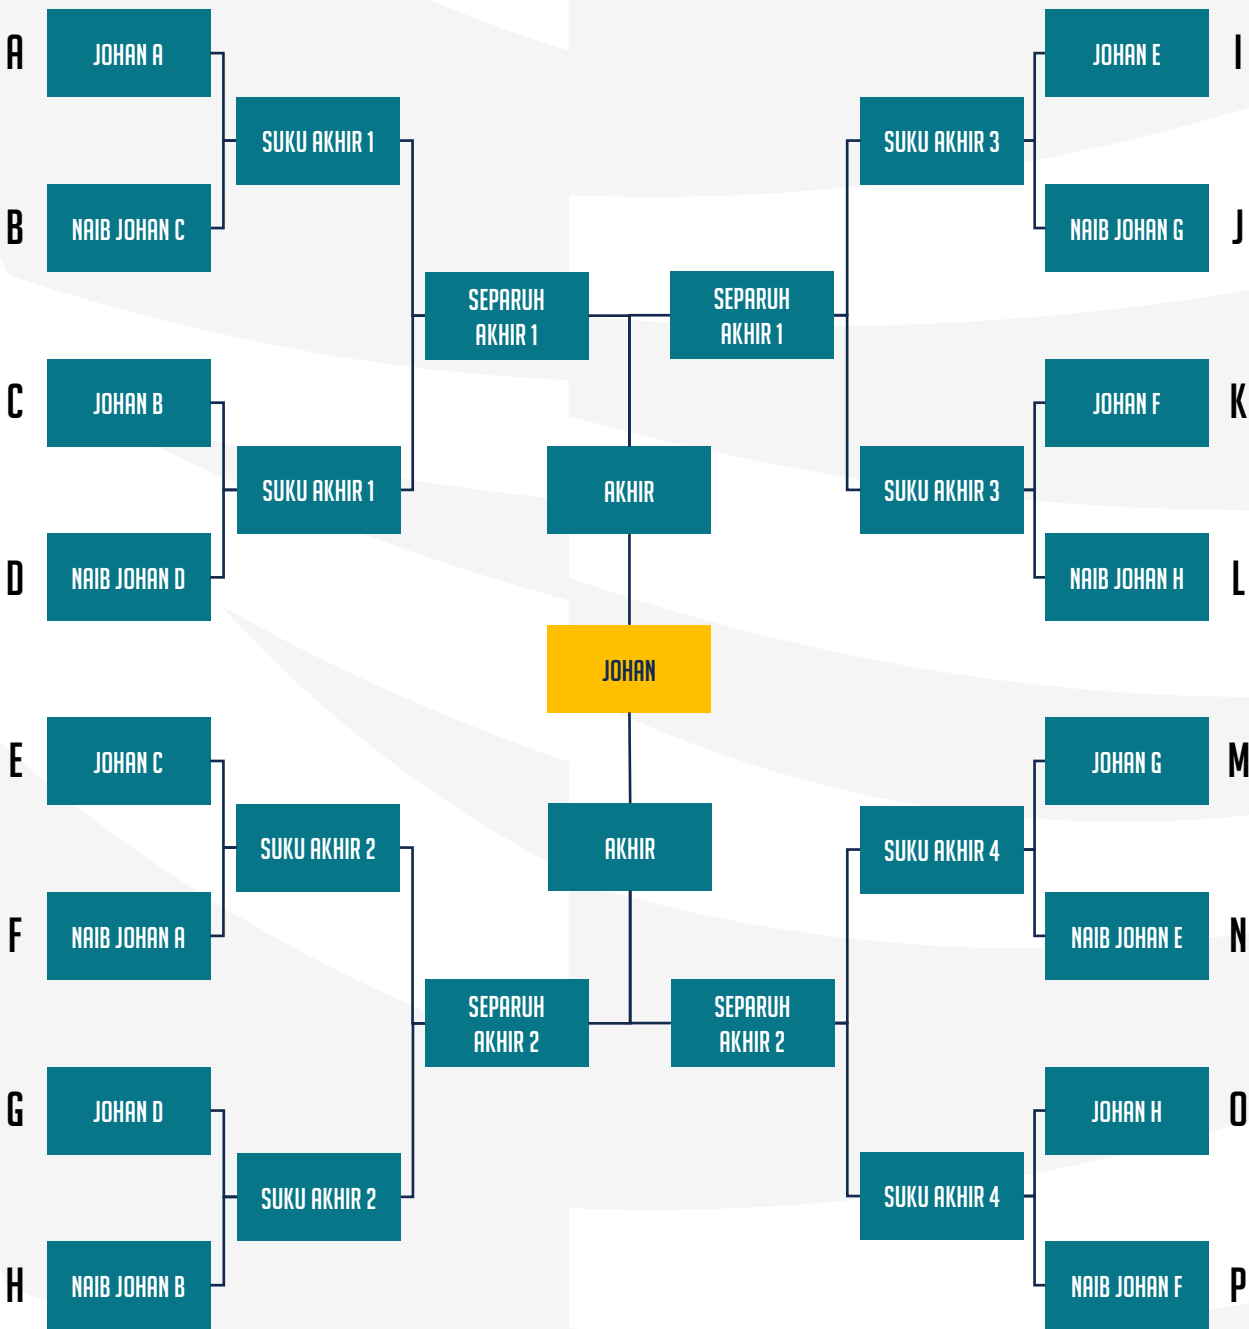 A
JOHAN A
JOHAN E
I
SUKU AKHIR 1
SUKU AKHIR 3
B
NAIB JOHAN C
NAIB JOHAN G
J
SEPARUH
AKHIR 1
SEPARUH
AKHIR 1
C
JOHAN B
JOHAN F
K
SUKU AKHIR 1
AKHIR
SUKU AKHIR 3
D
NAIB JOHAN D
NAIB JOHAN H
L
JOHAN
E
JOHAN C
JOHAN G
M
SUKU AKHIR 2
AKHIR
SUKU AKHIR 4
F
NAIB JOHAN A
NAIB JOHAN E
N
SEPARUH
AKHIR 2
SEPARUH
AKHIR 2
G
JOHAN D
JOHAN H
O
SUKU AKHIR 2
SUKU AKHIR 4
H
NAIB JOHAN B
NAIB JOHAN F
P